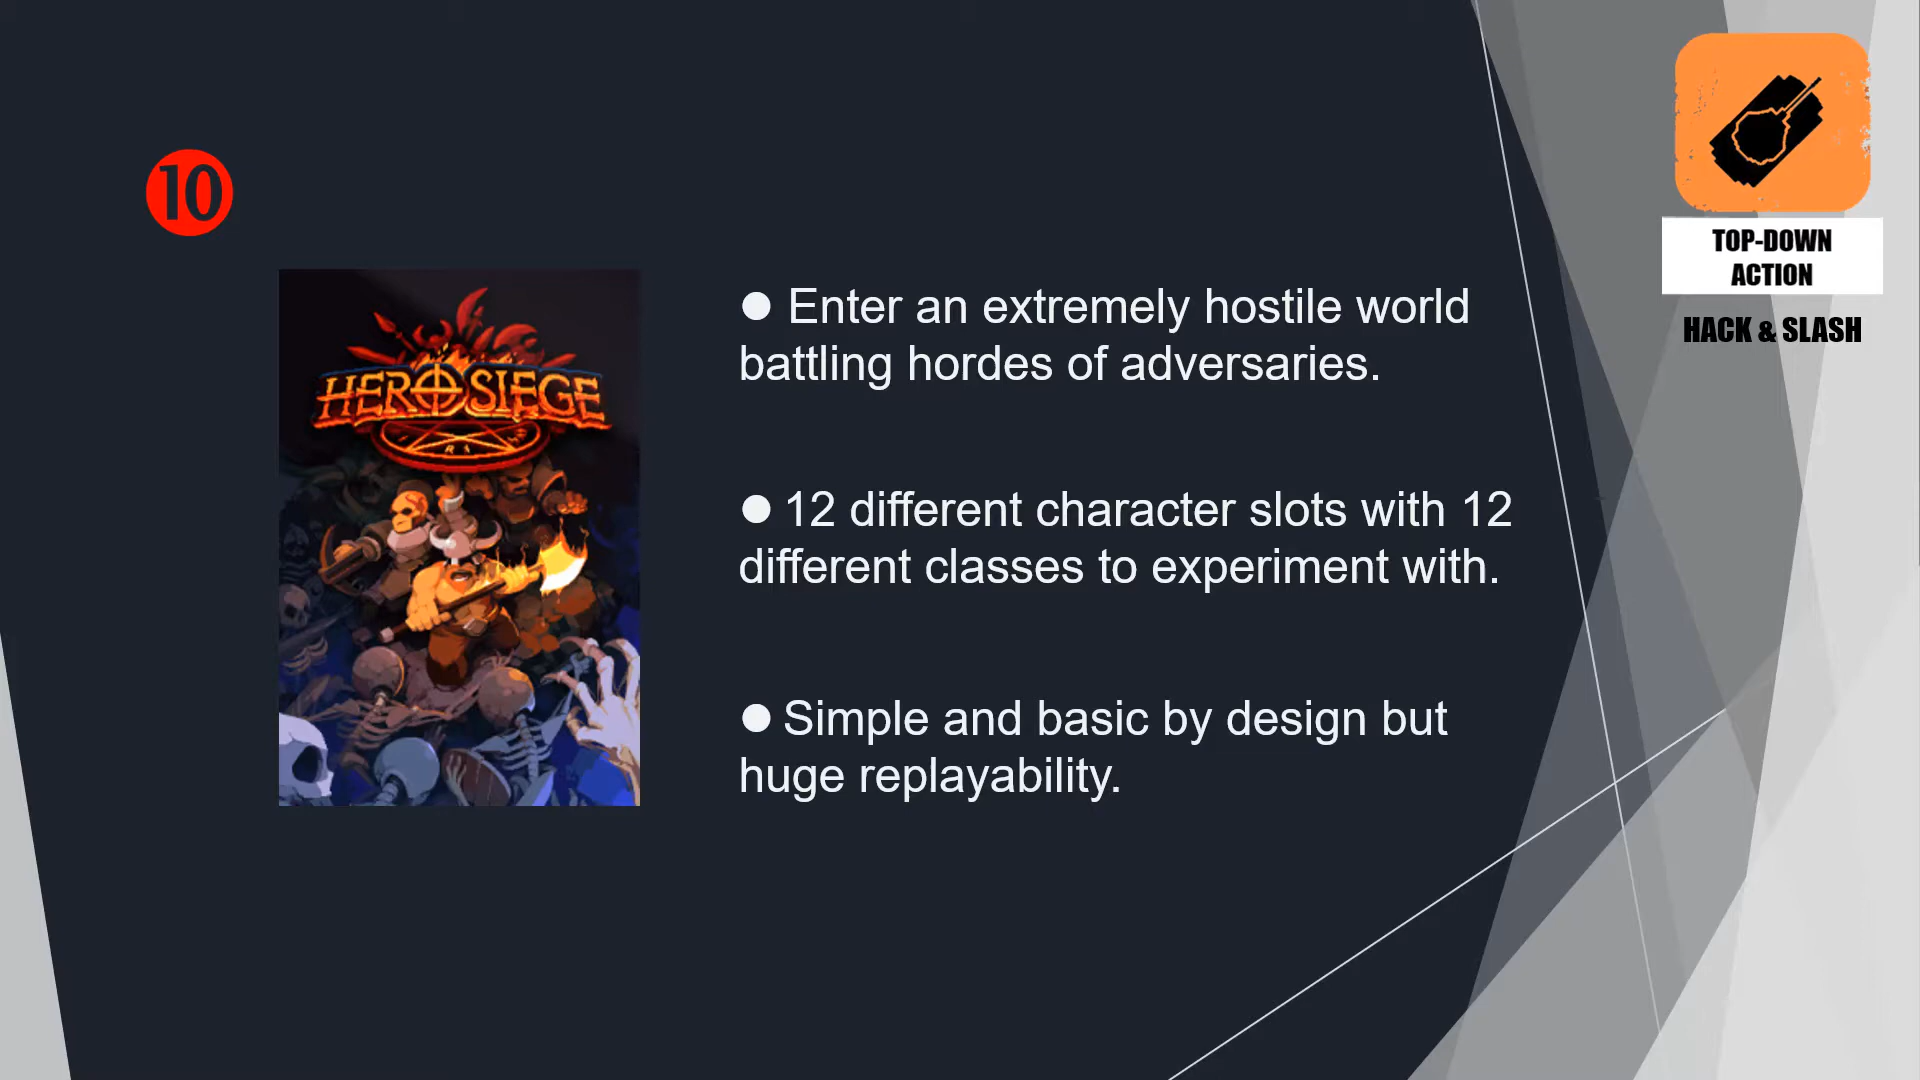 10
HERO SIEGE
● Enter an extremely hostile world
battling hordes of adversaries.
● 12 different character slots with 12
different classes to experiment with.
● Simple and basic by design but
huge replayability.
TOP-DOWN
ACTION
HACK & SLASH